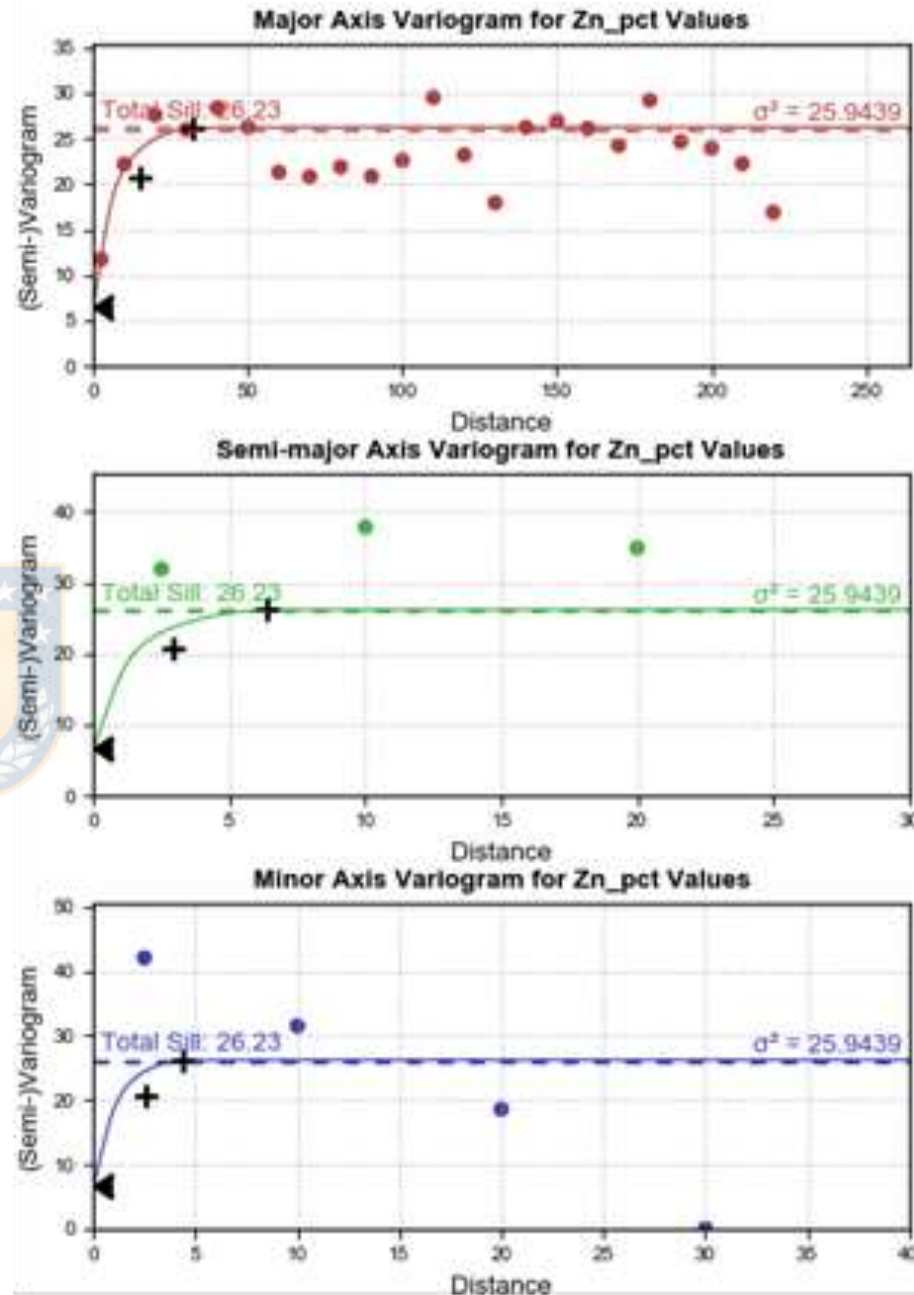 Major Axis Variogram for Zn_pct Values
35
30
25
20
15
10
5
0
(Semi-)Variogram
Total Sill: 26.23
σ² = 25.9439
0 50 100 150 200 250
Distance
Semi-major Axis Variogram for Zn_pct Values
40
30
20
10
0
(Semi-)Variogram
Total Sill: 26.23
σ² = 25.9439
0 5 10 15 20 25 30
Distance
Minor Axis Variogram for Zn_pct Values
50
40
30
20
10
0
(Semi-)Variogram
Total Sill: 26.23
σ² = 25.9439
0 5 10 15 20 25 30 35 40
Distance